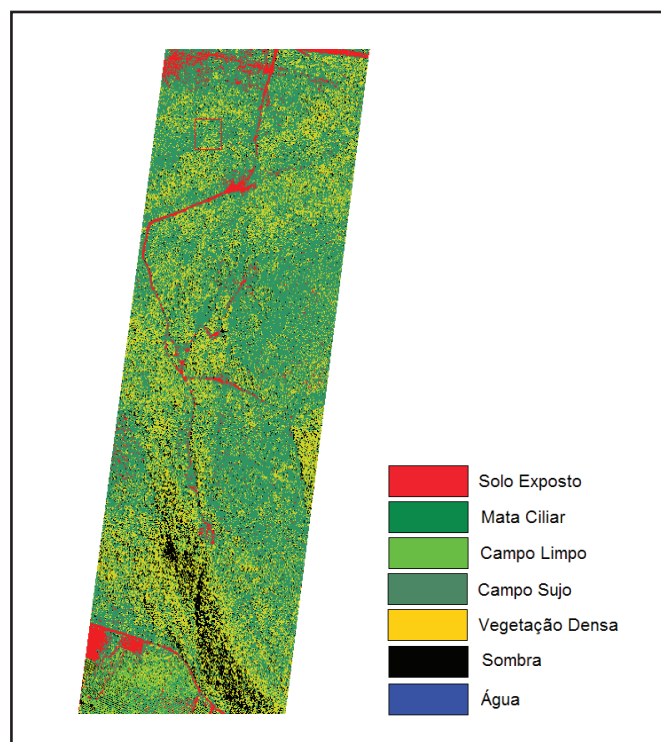 Solo Exposto
Mata Ciliar
Campo Limpo
Campo Sujo
Vegetação Densa
Sombra
Água